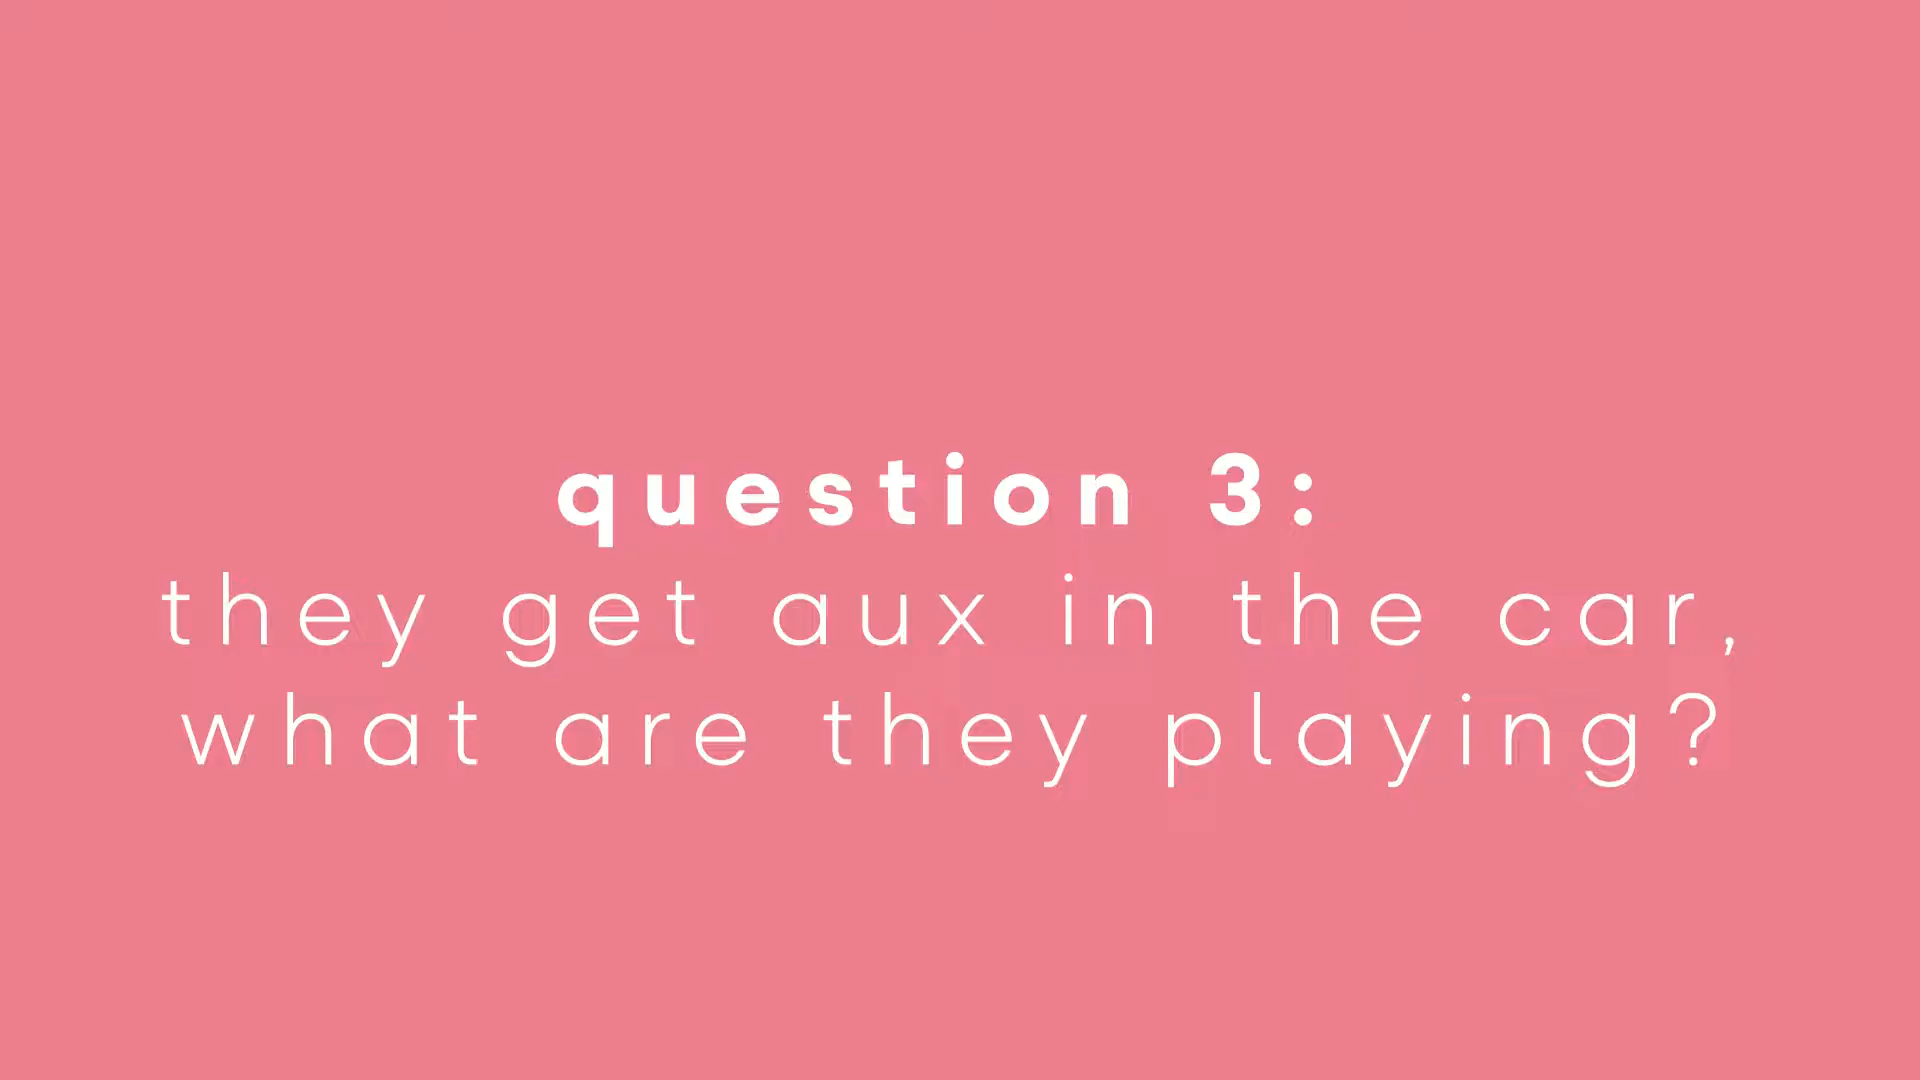 question 3:
they get aux in the car,
what are they playing?